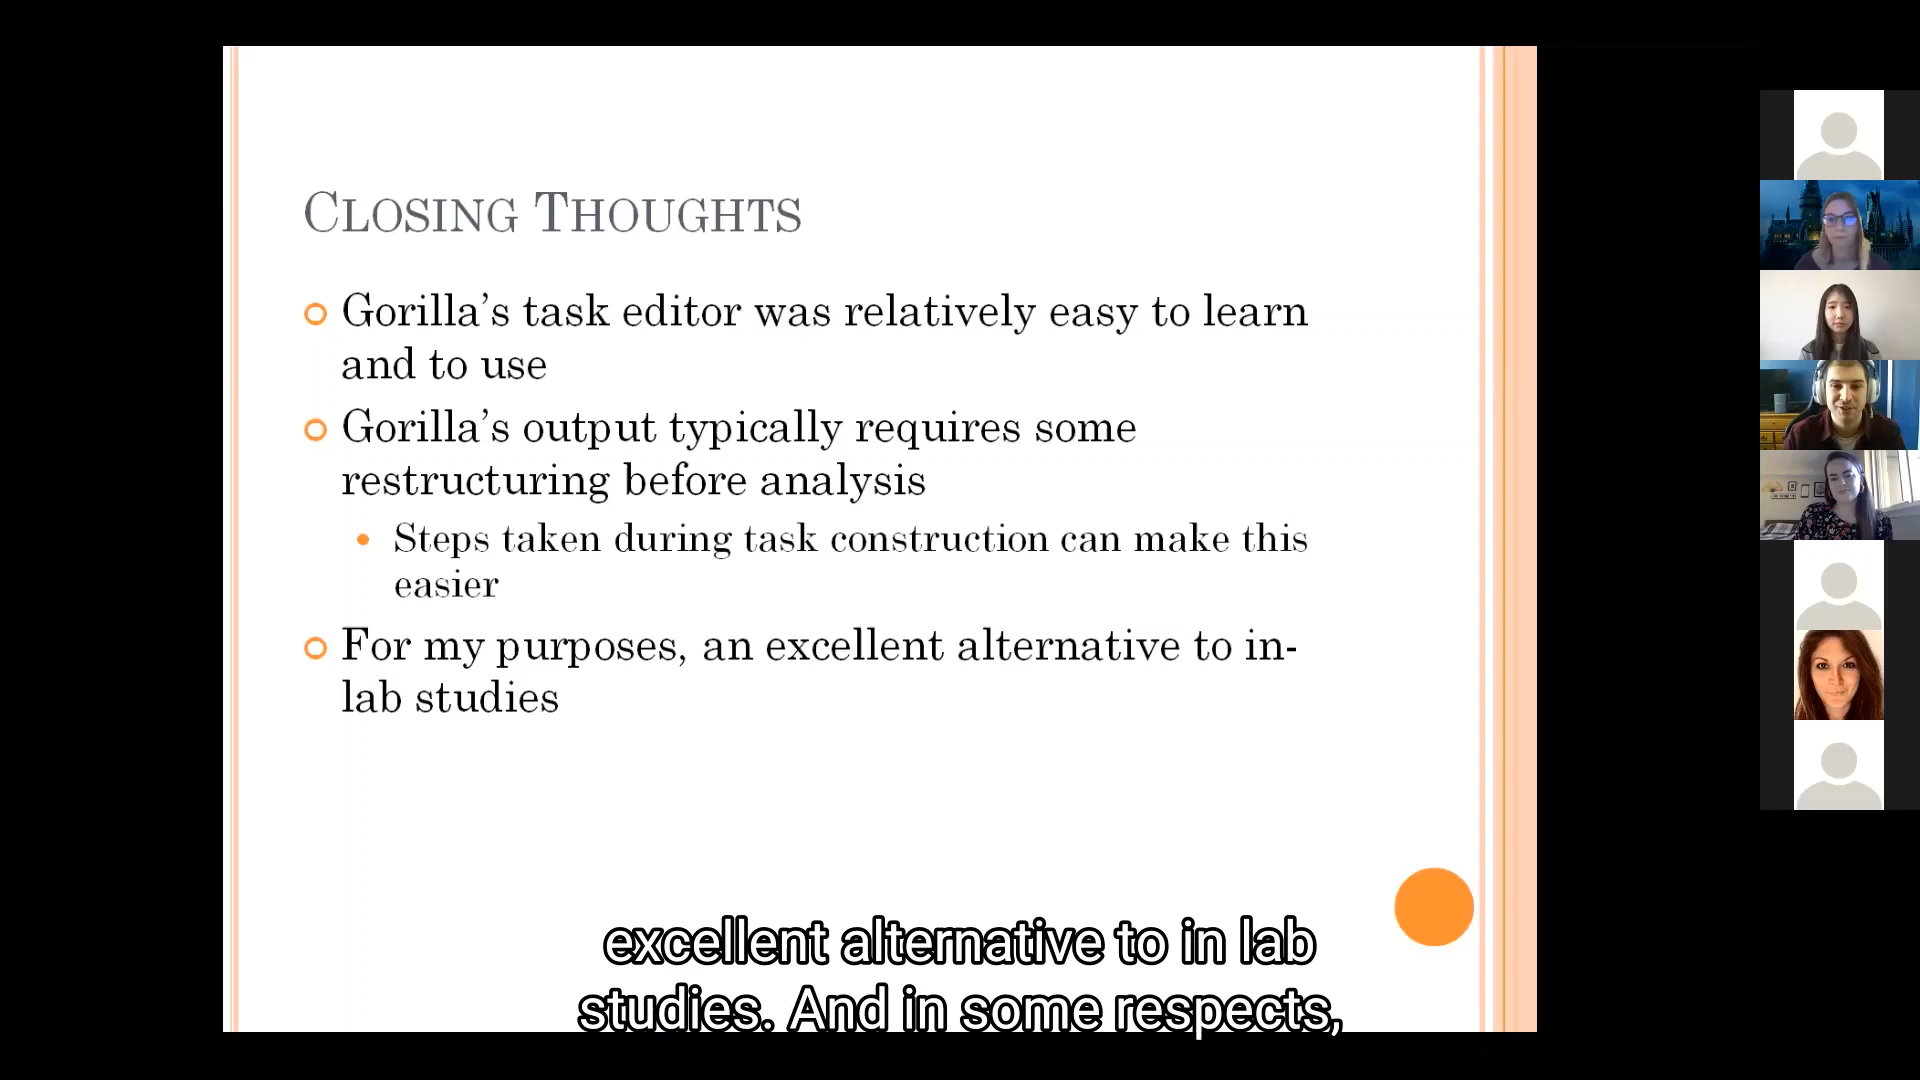 CLOSING THOUGHTS
Gorilla's task editor was relatively easy to learn
and to use
Gorilla's output typically requires some
restructuring before analysis
Steps taken during task construction can make this
easier
For my purposes, an excellent alternative to in-
lab studies
excellent alternative to in lab
studies. And in some respects,